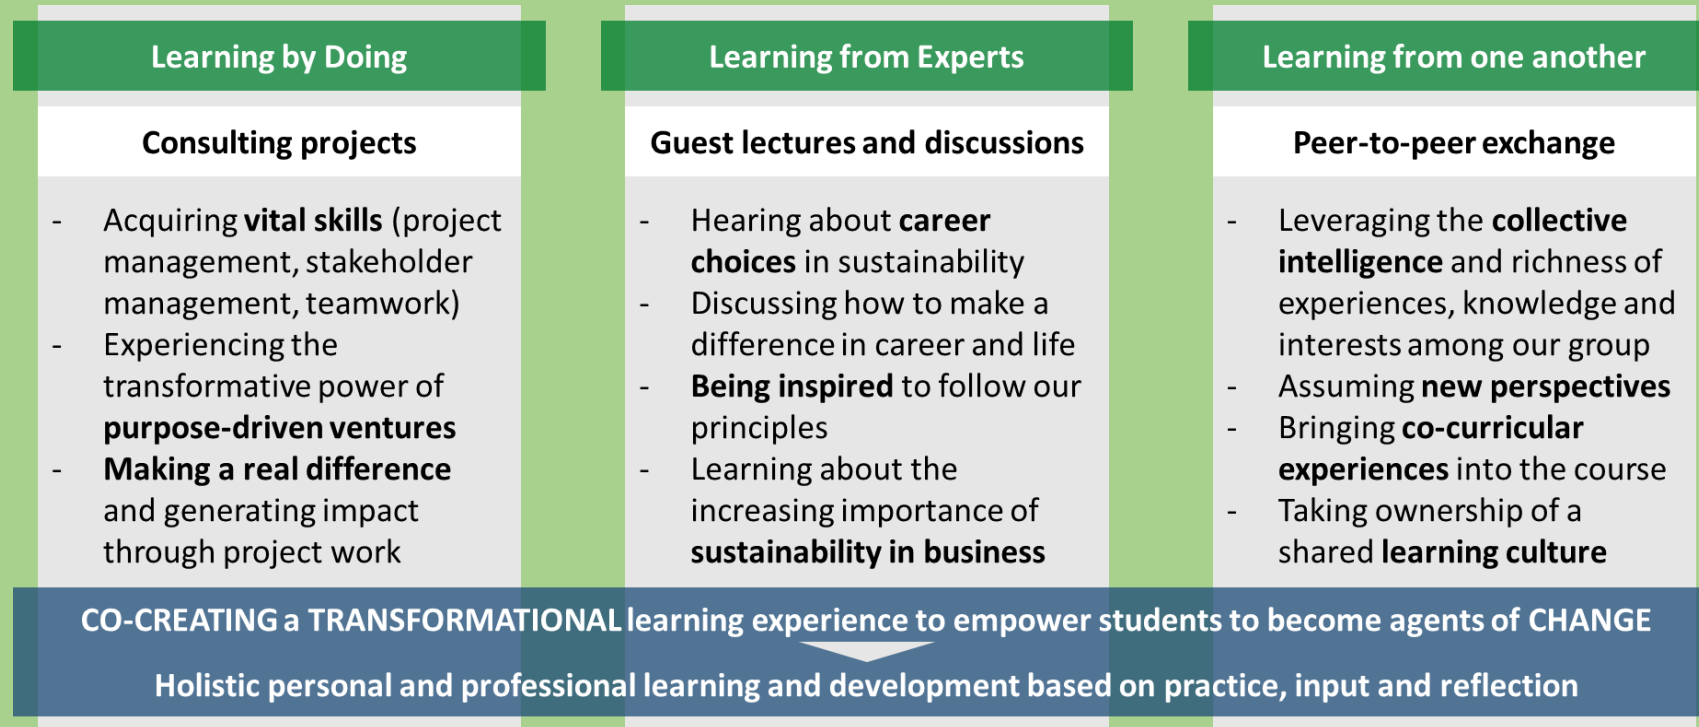 Learning by Doing
Consulting projects
- Acquiring vital skills (project
management, stakeholder
management, teamwork)
- Experiencing the
transformative power of
purpose-driven ventures
- Making a real difference
and generating impact
through project work
Learning from Experts
Guest lectures and discussions
- Hearing about career
choices in sustainability
- Discussing how to make a
difference in career and life
- Being inspired to follow our
principles
- Learning about the
increasing importance of
sustainability in business
Learning from one another
Peer-to-peer exchange
- Leveraging the collective
intelligence and richness of
experiences, knowledge and
interests among our group
- Assuming new perspectives
- Bringing co-curricular
experiences into the course
- Taking ownership of a
shared learning culture
CO-CREATING a TRANSFORMATIONAL learning experience to empower students to become agents of CHANGE
Holistic personal and professional learning and development based on practice, input and reflection